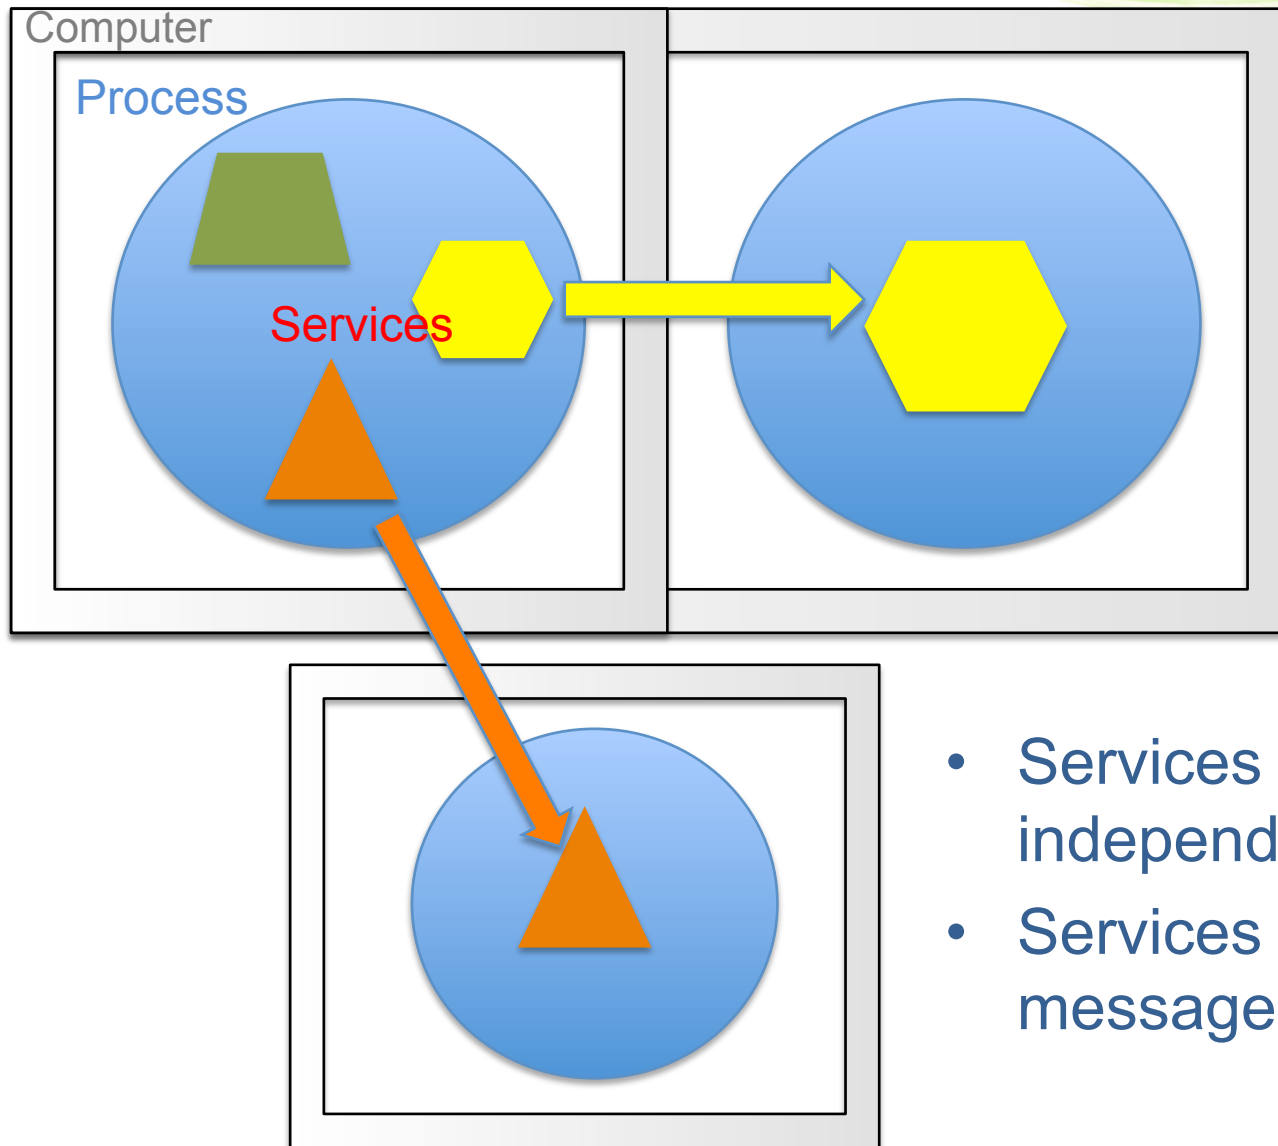 Computer
Process
Services
• Services
independ
• Services
message